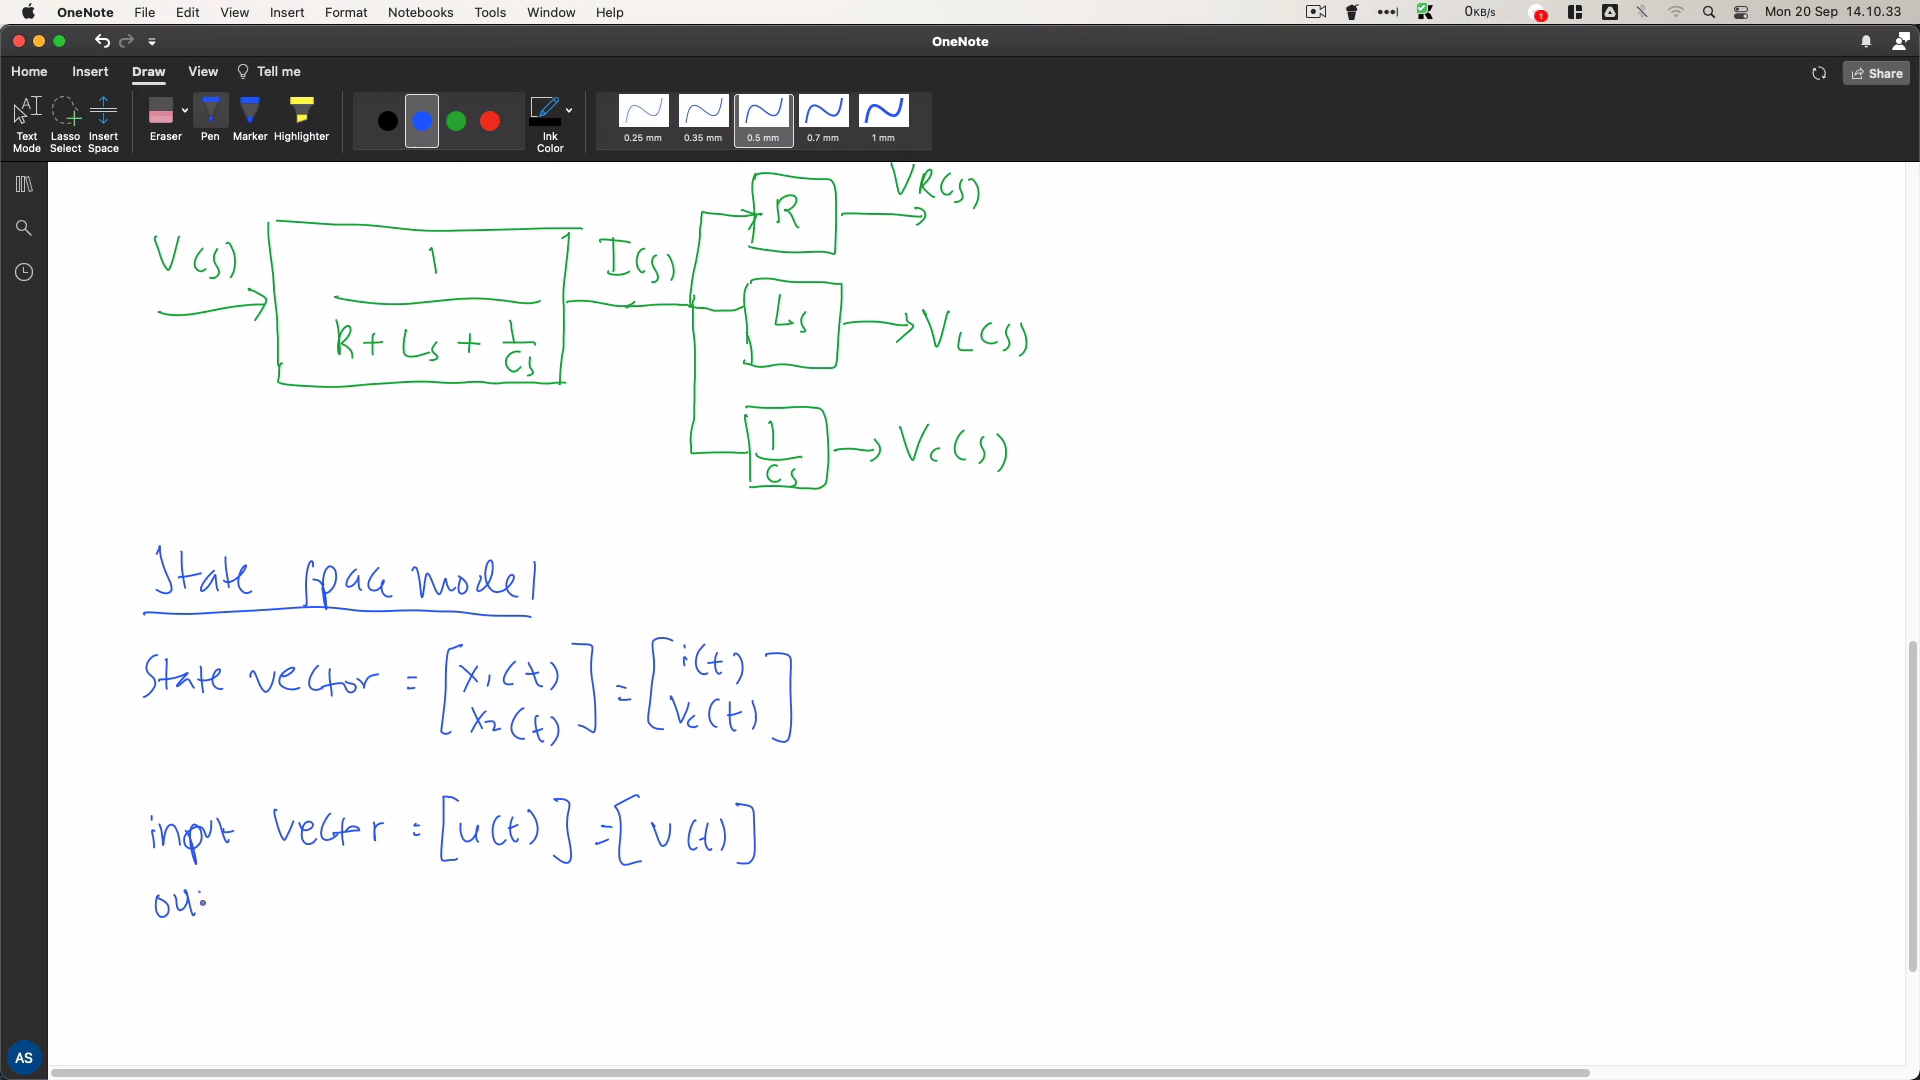 OneNote File Edit View Insert Format Notebooks Tools Window Help 0KB/s 1 Mon 20 Sep 14.10.33
OneNote
Home Insert Draw View Tell me Share
Text Mode Lasso Select Insert Space Eraser Pen Marker Highlighter Ink Color 0.25 mm 0.35 mm 0.5 mm 0.7 mm 1 mm
R VR(s)
V(s) 1 / (R + Ls + 1/Cs) I(s)
Ls VL(s)
1/Cs Vc(s)
State space model
State vector = [x1(t) x2(t)] = [i(t) Vc(t)]
input vector = [u(t)] = [v(t)]
out
AS